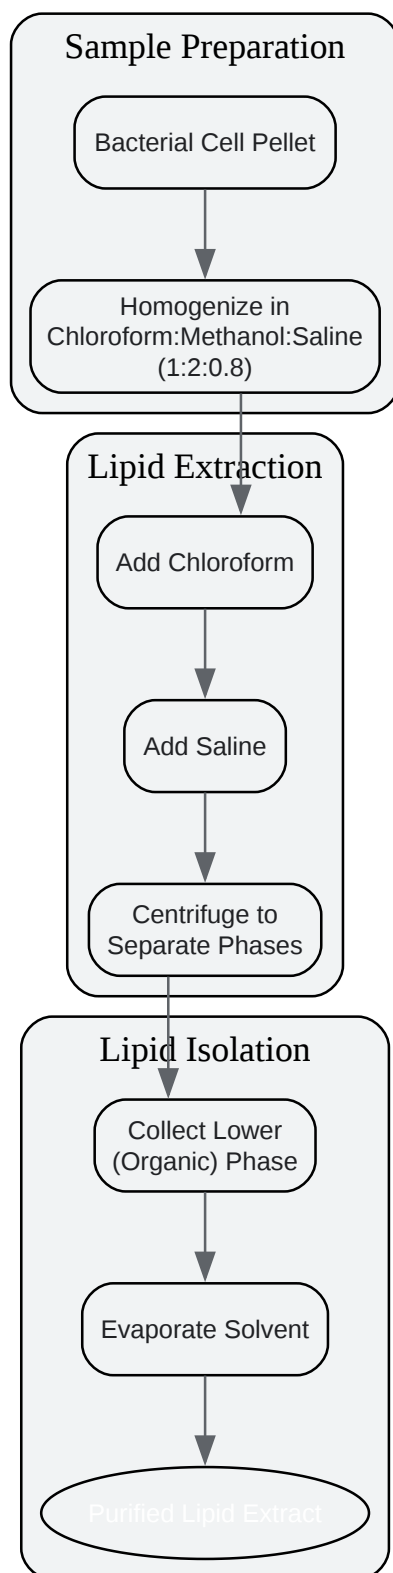 Sample Preparation
Bacterial Cell Pellet
Homogenize in
Chloroform:Methanol:Saline
(1:2:0.8)
Lipid Extraction
Add Chloroform
Add Saline
Centrifuge to
Separate Phases
Lipid Isolation
Collect Lower
(Organic) Phase
Evaporate Solvent
Purified Lipid Extract